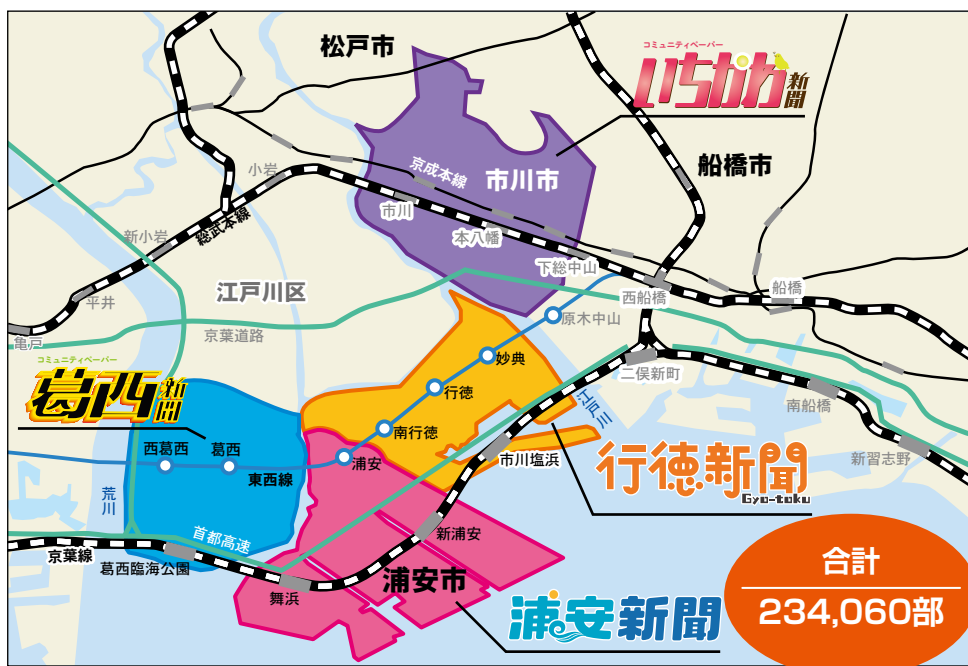 松戸市
コミュニティペーパー
いちかわ新聞
船橋市
小岩
京成本線
市川市
市川
新小岩
総武本線
本八幡
下総中山
平井
江戸川区
西船橋
船橋
亀戸
京葉道路
原木中山
コミュニティペーパー
葛西新聞
妙典
二俣新町
行徳
江戸川
南船橋
南行徳
西葛西
葛西
浦安
市川塩浜
行徳新聞
Gyo-toku
新習志野
東西線
荒川
首都高速
新浦安
京葉線
葛西臨海公園
舞浜
浦安市
浦安新聞
合計
234,060部